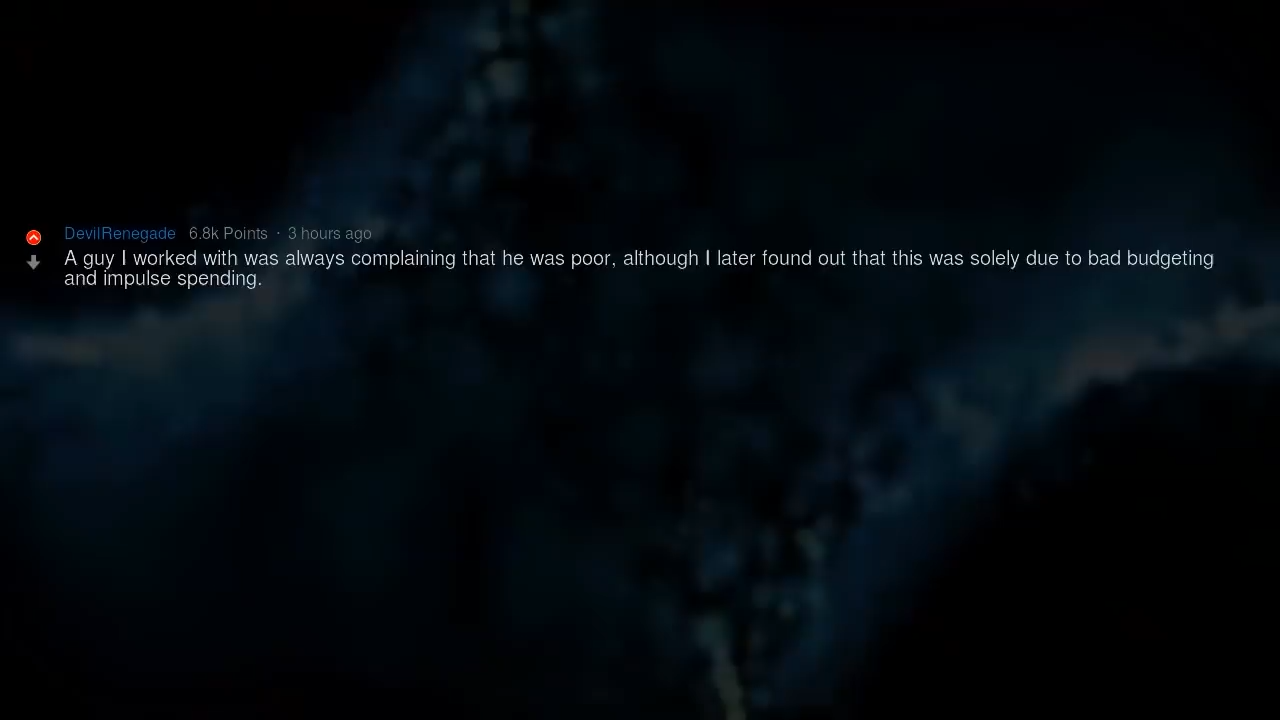 DevilRenegade 6.8k Points · 3 hours ago
A guy I worked with was always complaining that he was poor, although I later found out that this was solely due to bad budgeting
and impulse spending.